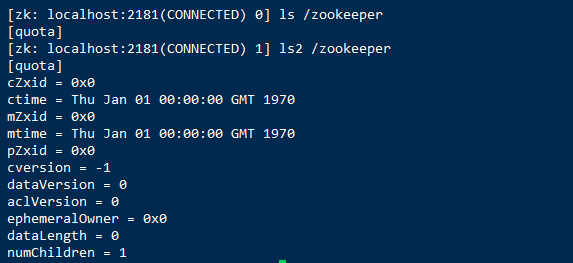 [zk: localhost:2181(CONNECTED) 0] ls /zookeeper
[quota]
[zk: localhost:2181(CONNECTED) 1] ls2 /zookeeper
[quota]
cZxid = 0x0
ctime = Thu Jan 01 00:00:00 GMT 1970
mZxid = 0x0
mtime = Thu Jan 01 00:00:00 GMT 1970
pZxid = 0x0
cversion = -1
dataVersion = 0
aclVersion = 0
ephemeralOwner = 0x0
dataLength = 0
numChildren = 1